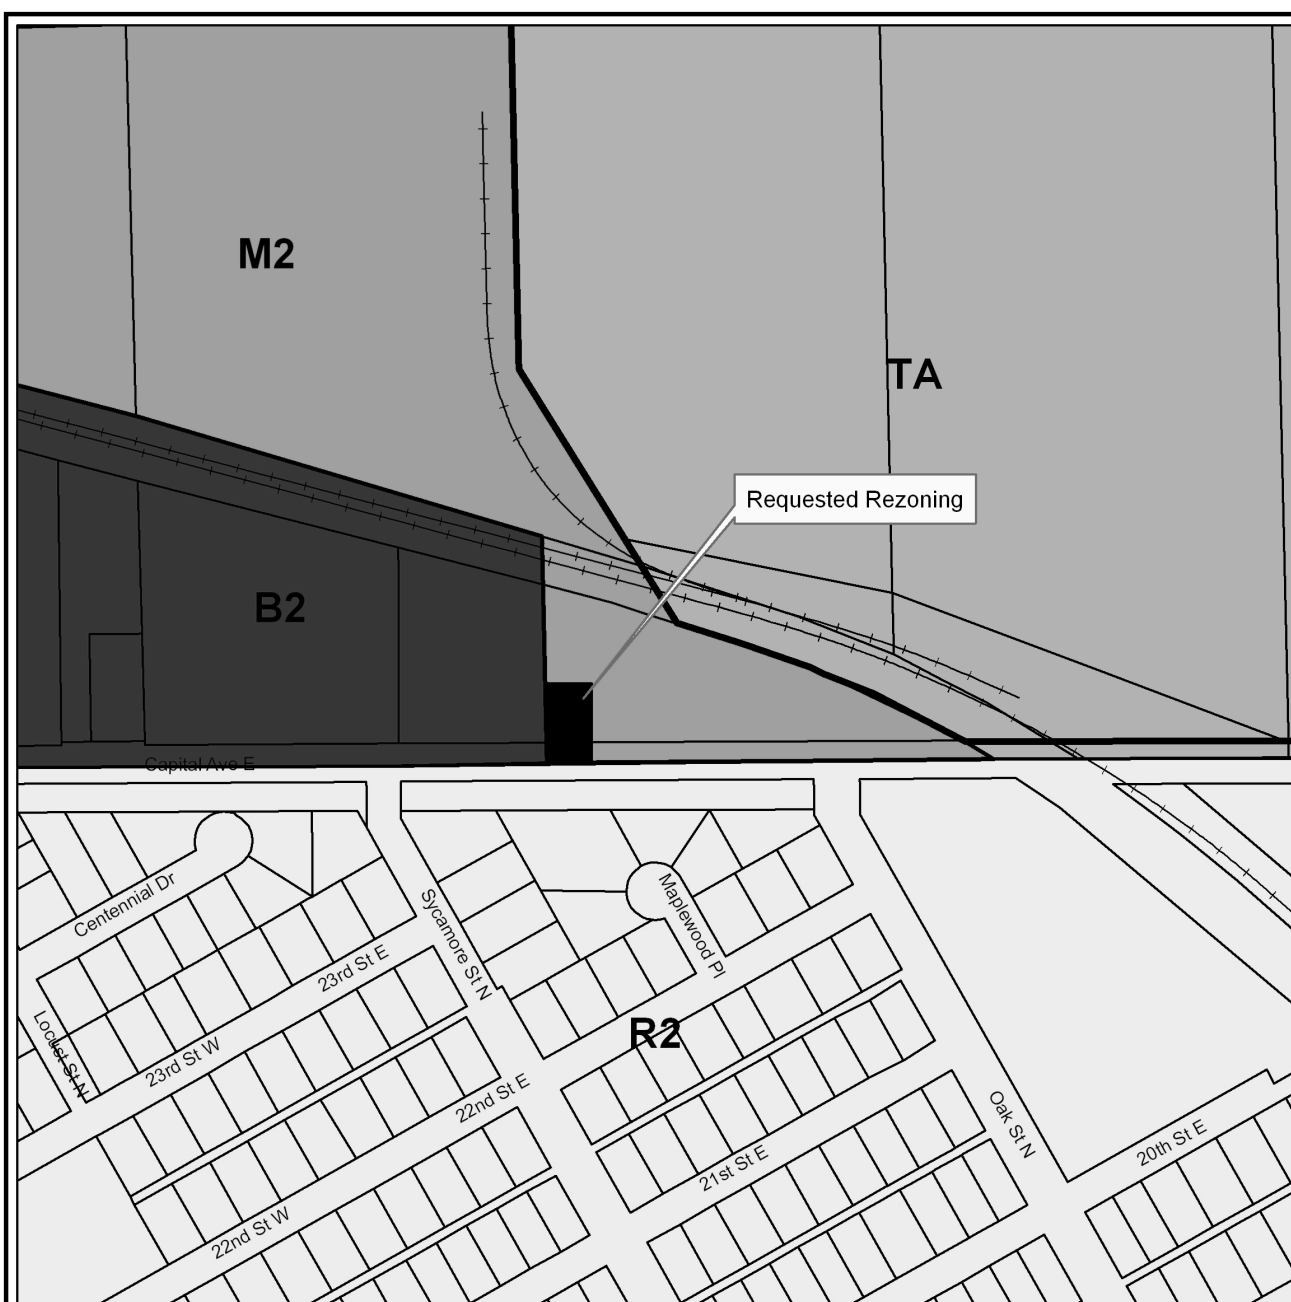 M2
TA
Requested Rezoning
B2
Capital Ave E
Centennial Dr
Sycamore St N
Maplewood Pl
23rd St E
Locust St N
23rd St W
R2
22nd St E
Oak St N
21st St E
20th St E
22nd St W